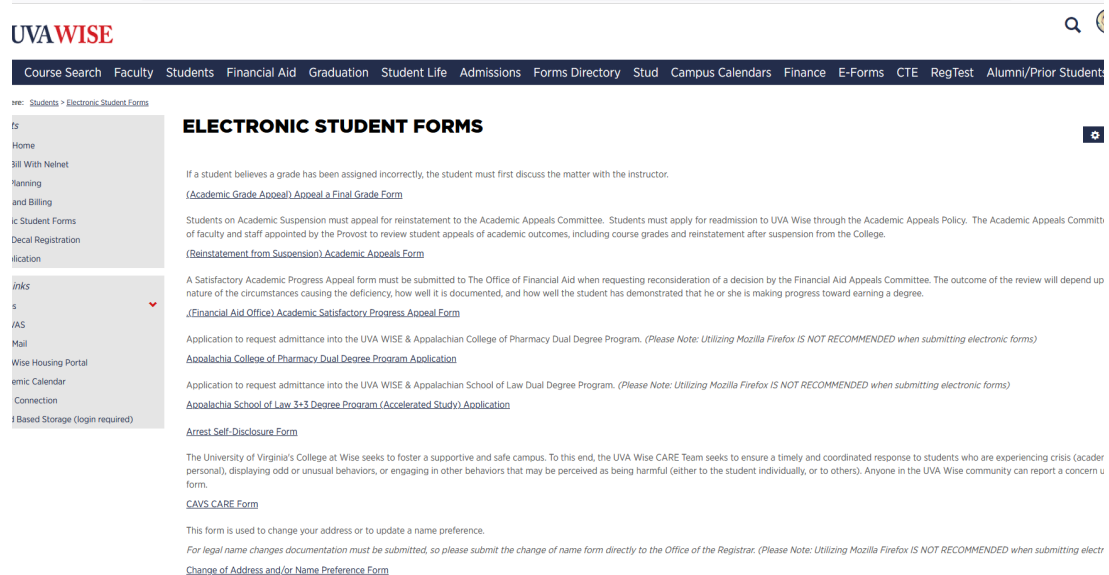 UVA WISE
Course Search Faculty Students Financial Aid Graduation Student Life Admissions Forms Directory Stud Campus Calendars Finance E-Forms CTE RegTest Alumni/Prior Students
Students > Electronic Student Forms
Home
Bill With Nelnet
Planning
and Billing
Student Forms
Decal Registration
ELECTRONIC STUDENT FORMS
If a student believes a grade has been assigned incorrectly, the student must first discuss the matter with the instructor.
(Academic Grade Appeal) Appeal a Final Grade Form
Students on Academic Suspension must appeal for reinstatement to the Academic Appeals Committee. Students must apply for readmission to UVA Wise through the Academic Appeals Policy. The Academic Appeals Committe
of faculty and staff appointed by the Provost to review student appeals of academic outcomes, including course grades and reinstatement after suspension from the College.
(Reinstatement from Suspension) Academic Appeals Form
A Satisfactory Academic Progress Appeal form must be submitted to The Office of Financial Aid when requesting reconsideration of a decision by the Financial Aid Appeals Committee. The outcome of the review will depend up
nature of the circumstances causing the deficiency, how well it is documented, and how well the student has demonstrated that he or she is making progress toward earning a degree.
.(Financial Aid Office) Academic Satisfactory Progress Appeal Form
Application to request admittance into the UVA WISE & Appalachian College of Pharmacy Dual Degree Program. (Please Note: Utilizing Mozilla Firefox IS NOT RECOMMENDED when submitting electronic forms)
Appalachia College of Pharmacy Dual Degree Program Application
Application to request admittance into the UVA WISE & Appalachian School of Law Dual Degree Program. (Please Note: Utilizing Mozilla Firefox IS NOT RECOMMENDED when submitting electronic forms)
Appalachia School of Law 3+3 Degree Program (Accelerated Study) Application
Arrest Self-Disclosure Form
The University of Virginia's College at Wise seeks to foster a supportive and safe campus. To this end, the UVA Wise CARE Team seeks to ensure a timely and coordinated response to students who are experiencing crisis (academ
personal), displaying odd or unusual behaviors, or engaging in other behaviors that may be perceived as being harmful (either to the student individually, or to others). Anyone in the UVA Wise community can report a concern u
form.
CAVS CARE Form
This form is used to change your address or to update a name preference.
For legal name changes documentation must be submitted, so please submit the change of name form directly to the Office of the Registrar. (Please Note: Utilizing Mozilla Firefox IS NOT RECOMMENDED when submitting electr
Change of Address and/or Name Preference Form
Mail
Wise Housing Portal
Calendar
Connection
Based Storage (login required)